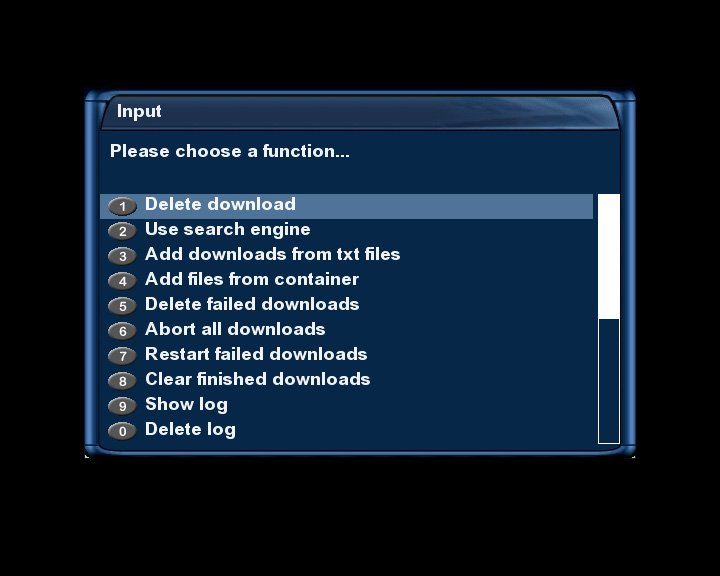 Input
Please choose a function...
1 Delete download
2 Use search engine
3 Add downloads from txt files
4 Add files from container
5 Delete failed downloads
6 Abort all downloads
7 Restart failed downloads
8 Clear finished downloads
9 Show log
0 Delete log